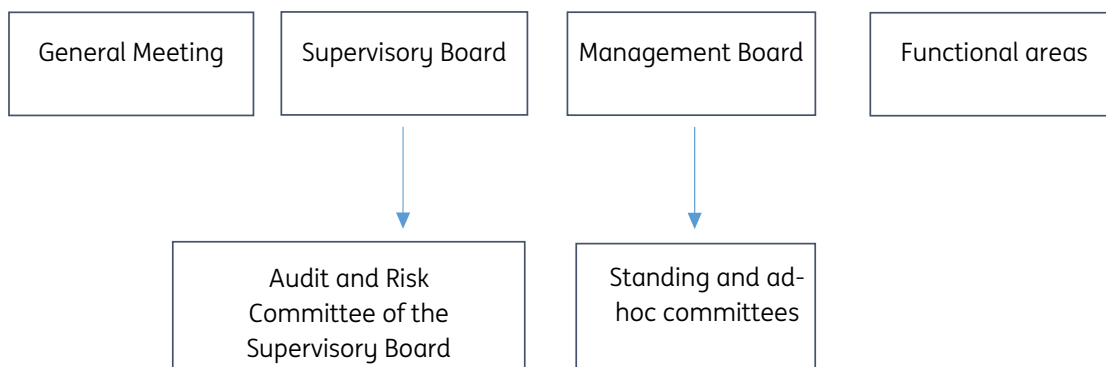 General Meeting
Supervisory Board
Management Board
Functional areas
Audit and Risk
Committee of the
Supervisory Board
Standing and ad-
hoc committees